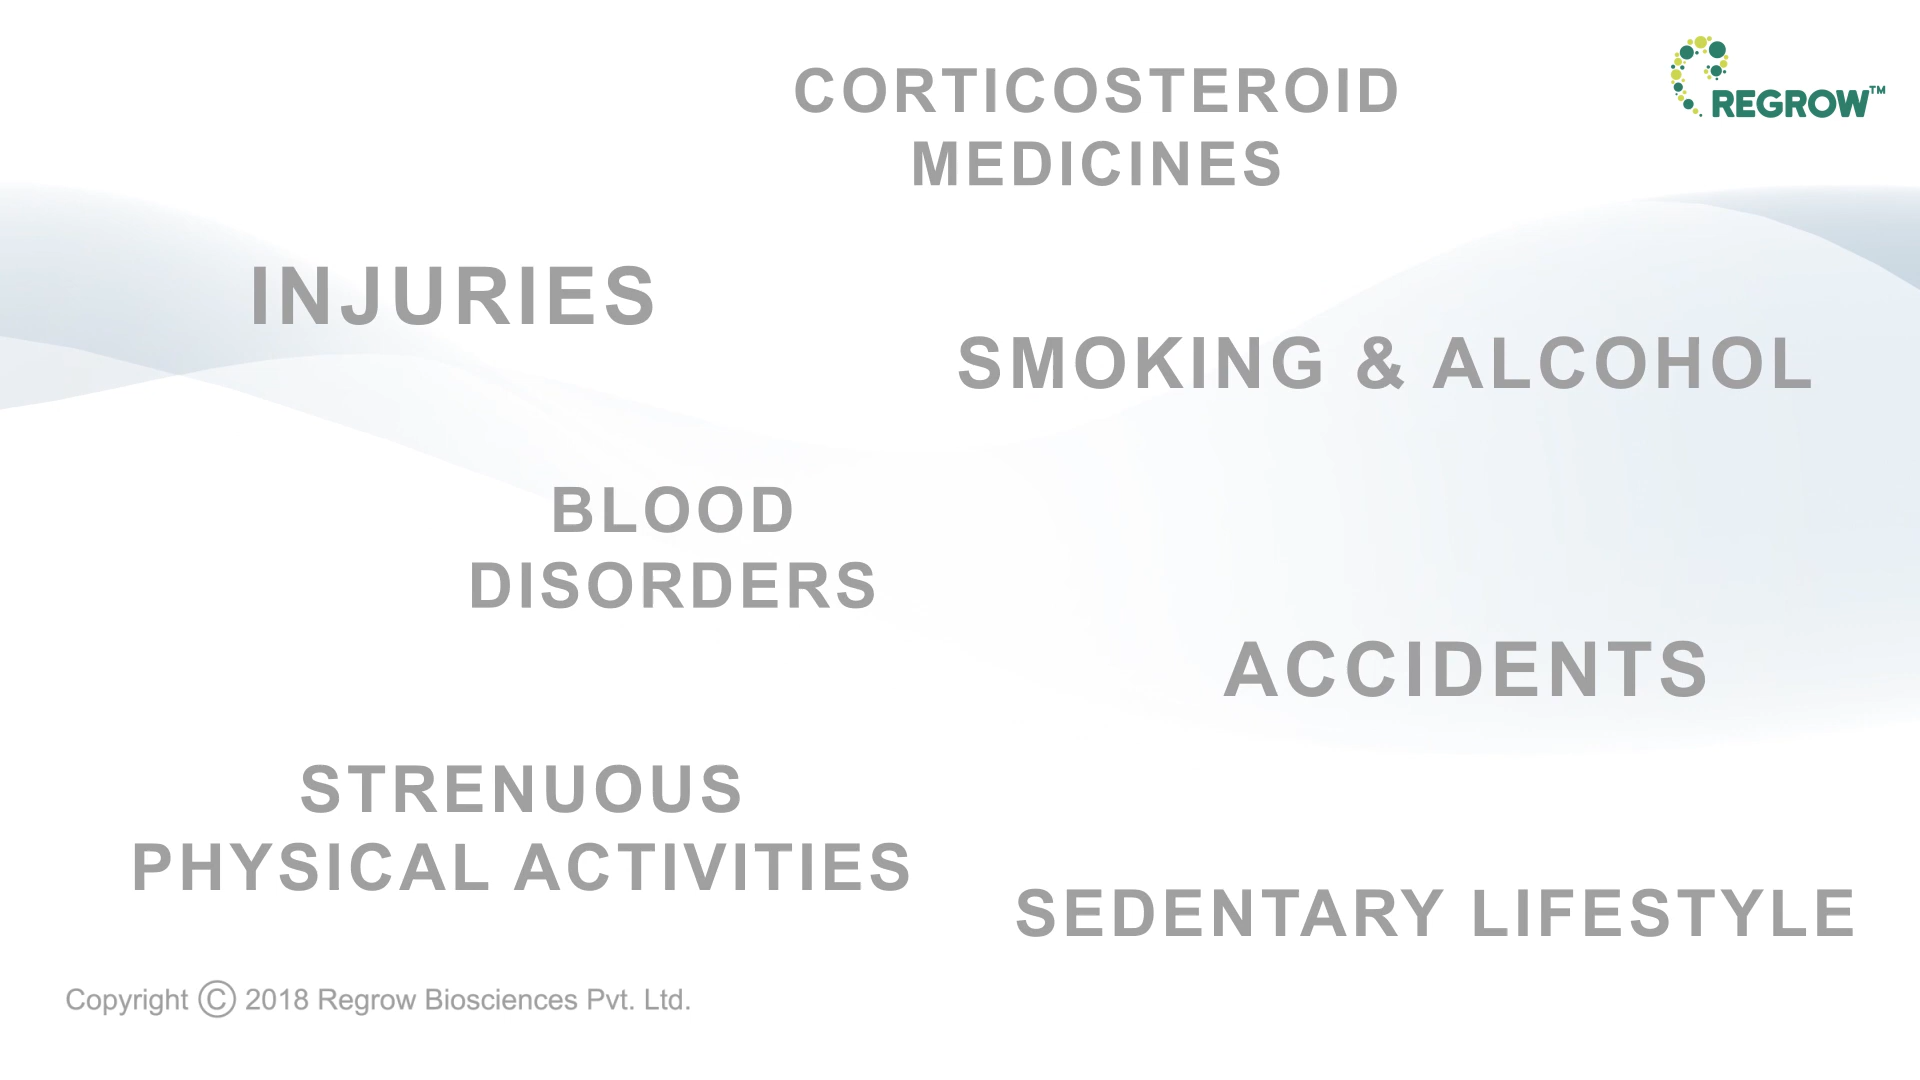 CORTICOSTEROID
MEDICINES
REGROW™
INJURIES
SMOKING & ALCOHOL
BLOOD
DISORDERS
ACCIDENTS
STRENUOUS
PHYSICAL ACTIVITIES
SEDENTARY LIFESTYLE
Copyright © 2018 Regrow Biosciences Pvt. Ltd.